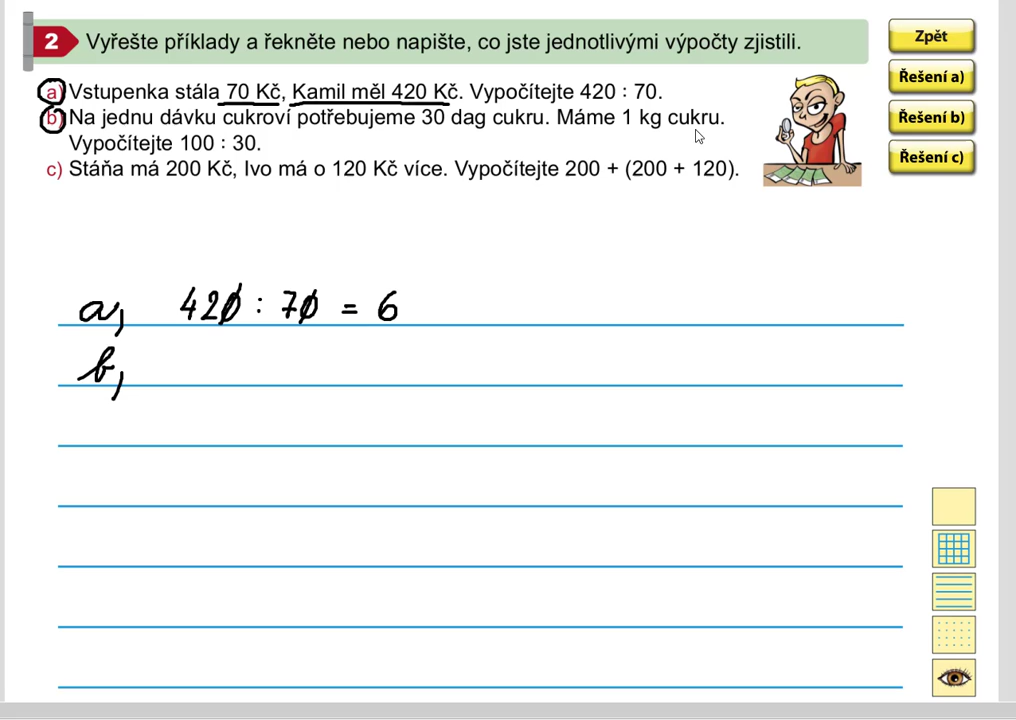 2 Vyřešte příklady a řekněte nebo napište, co jste jednotlivými výpočty zjistili.
Zpět
a) Vstupenka stála 70 Kč, Kamil měl 420 Kč. Vypočítejte 420 : 70.
Řešení a)
b) Na jednu dávku cukroví potřebujeme 30 dag cukru. Máme 1 kg cukru.
Řešení b)
Vypočítejte 100 : 30.
c) Stáňa má 200 Kč, Ivo má o 120 Kč více. Vypočítejte 200 + (200 + 120).
Řešení c)
a, 420 : 70 = 6
b,